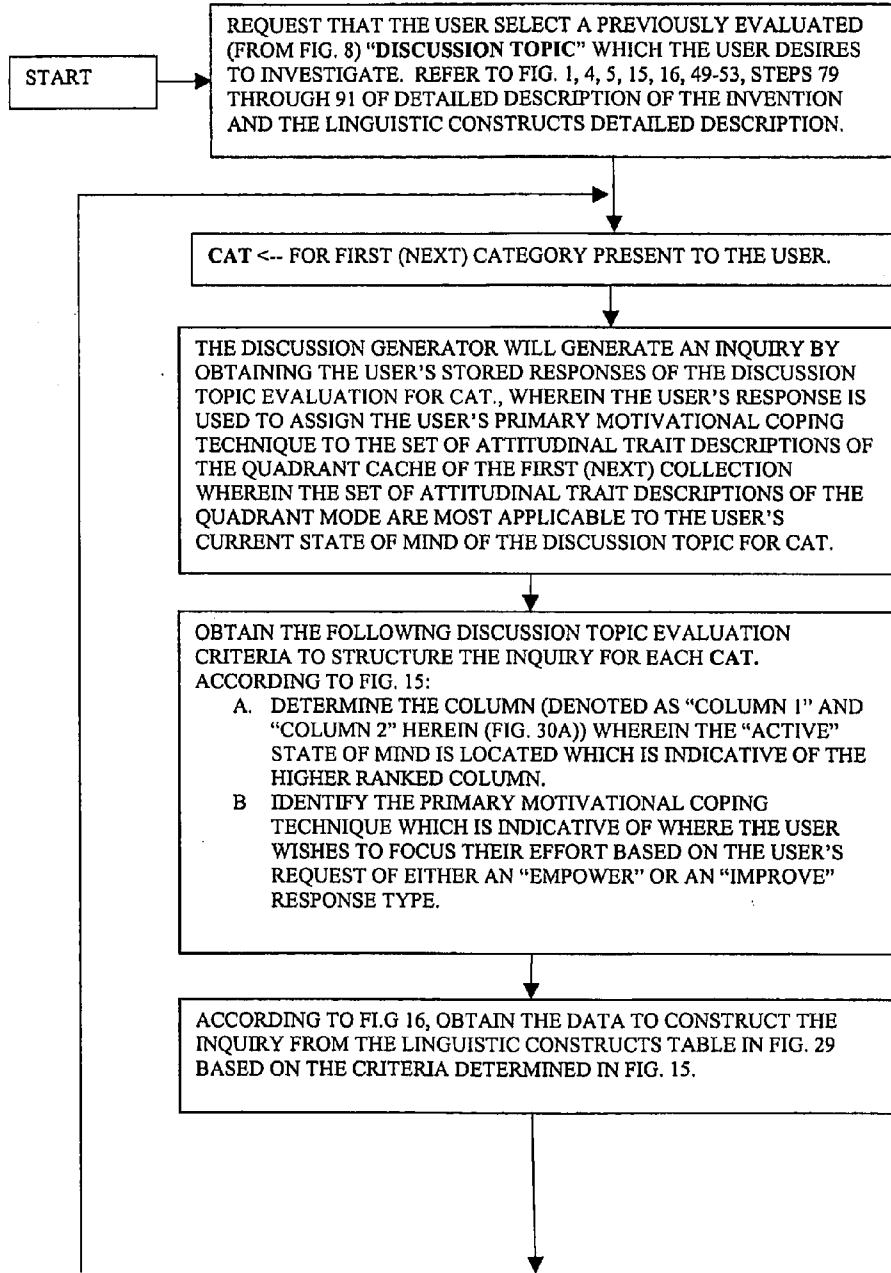 START
REQUEST THAT THE USER SELECT A PREVIOUSLY EVALUATED
(FROM FIG. 8) “DISCUSSION TOPIC” WHICH THE USER DESIRES
TO INVESTIGATE. REFER TO FIG. 1, 4, 5, 15, 16, 49-53, STEPS 79
THROUGH 91 OF DETAILED DESCRIPTION OF THE INVENTION
AND THE LINGUISTIC CONSTRUCTS DETAILED DESCRIPTION.
CAT <-- FOR FIRST (NEXT) CATEGORY PRESENT TO THE USER.
THE DISCUSSION GENERATOR WILL GENERATE AN INQUIRY BY
OBTAINING THE USER’S STORED RESPONSES OF THE DISCUSSION
TOPIC EVALUATION FOR CAT., WHEREIN THE USER’S RESPONSE IS
USED TO ASSIGN THE USER’S PRIMARY MOTIVATIONAL COPING
TECHNIQUE TO THE SET OF ATTITUDINAL TRAIT DESCRIPTIONS OF
THE QUADRANT CACHE OF THE FIRST (NEXT) COLLECTION
WHEREIN THE SET OF ATTITUDINAL TRAIT DESCRIPTIONS OF THE
QUADRANT MODE ARE MOST APPLICABLE TO THE USER’S
CURRENT STATE OF MIND OF THE DISCUSSION TOPIC FOR CAT.
OBTAIN THE FOLLOWING DISCUSSION TOPIC EVALUATION
CRITERIA TO STRUCTURE THE INQUIRY FOR EACH CAT.
ACCORDING TO FIG. 15:
A. DETERMINE THE COLUMN (DENOTED AS “COLUMN 1” AND
“COLUMN 2” HEREIN (FIG. 30A)) WHEREIN THE “ACTIVE”
STATE OF MIND IS LOCATED WHICH IS INDICATIVE OF THE
HIGHER RANKED COLUMN.
B IDENTIFY THE PRIMARY MOTIVATIONAL COPING
TECHNIQUE WHICH IS INDICATIVE OF WHERE THE USER
WISHES TO FOCUS THEIR EFFORT BASED ON THE USER’S
REQUEST OF EITHER AN “EMPOWER” OR AN “IMPROVE”
RESPONSE TYPE.
ACCORDING TO FI.G 16, OBTAIN THE DATA TO CONSTRUCT THE
INQUIRY FROM THE LINGUISTIC CONSTRUCTS TABLE IN FIG. 29
BASED ON THE CRITERIA DETERMINED IN FIG. 15.